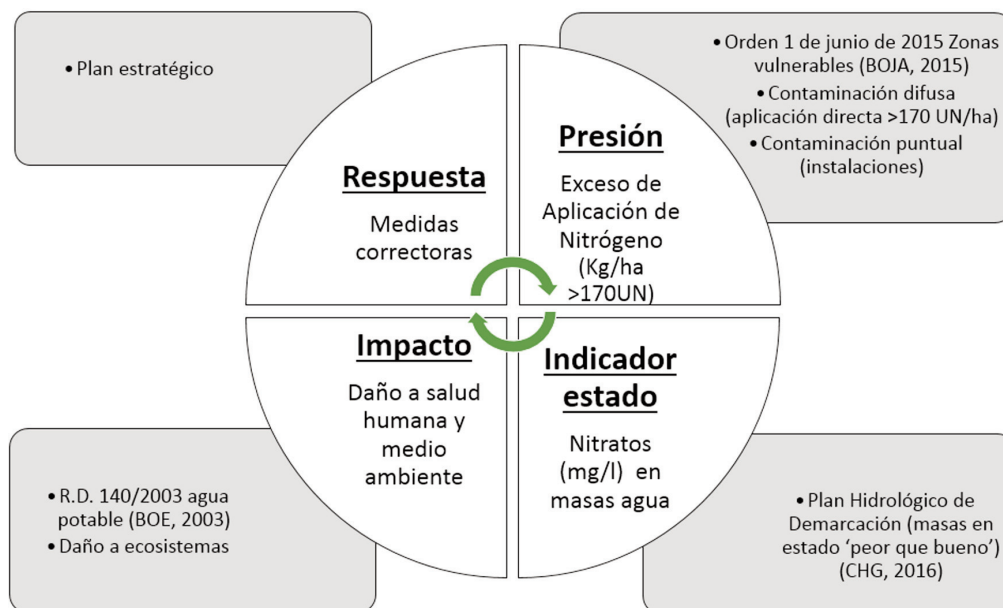 • Plan estratégico
Respuesta
Medidas
correctoras
• Orden 1 de junio de 2015 Zonas
vulnerables (BOJA, 2015)
• Contaminación difusa
(aplicación directa >170 UN/ha)
• Contaminación puntual
(instalaciones)
Presión
Exceso de
Aplicación de
Nitrógeno
(Kg/ha
>170UN)
Impacto
Daño a salud
humana y
medio
ambiente
• R.D. 140/2003 agua
potable (BOE, 2003)
• Daño a ecosistemas
Indicador
estado
Nitratos
(mg/l) en
masas agua
• Plan Hidrológico de
Demarcación (masas en
estado ‘peor que bueno’)
(CHG, 2016)